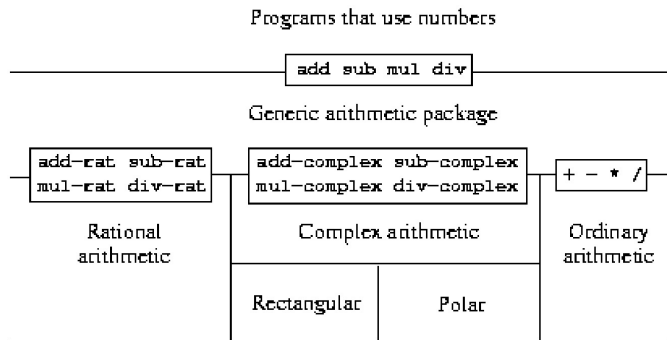 Programs that use numbers
add sub mul div
Generic arithmetic package
add-rat sub-rat
mul-rat div-rat
add-complex sub-complex
mul-complex div-complex
+ - * /
Rational
arithmetic
Complex arithmetic
Ordinary
arithmetic
Rectangular
Polar